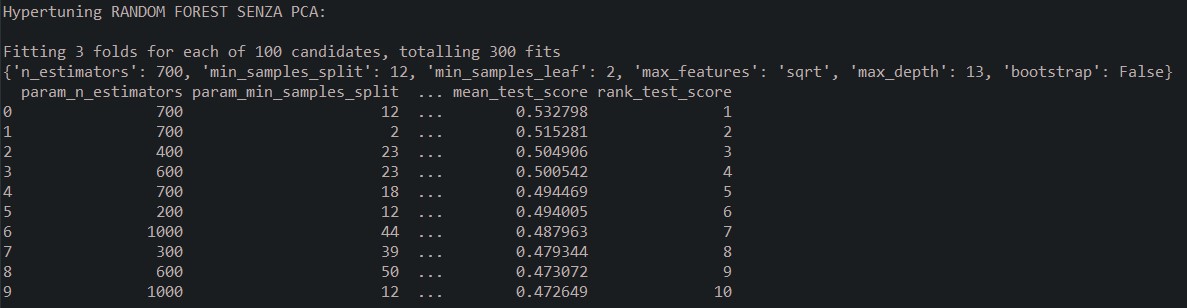 Hypertuning RANDOM FOREST SENZA PCA:
Fitting 3 folds for each of 100 candidates, totalling 300 fits
{'n_estimators': 700, 'min_samples_split': 12, 'min_samples_leaf': 2, 'max_features': 'sqrt', 'max_depth': 13, 'bootstrap': False}
  param_n_estimators param_min_samples_split  ... mean_test_score rank_test_score
0                700                      12  ...        0.532798               1
1                700                       2  ...        0.515281               2
2                400                      23  ...        0.504906               3
3                600                      23  ...        0.500542               4
4                700                      18  ...        0.494469               5
5                200                      12  ...        0.494005               6
6               1000                      44  ...        0.487963               7
7                300                      39  ...        0.479344               8
8                600                      50  ...        0.473072               9
9               1000                      12  ...        0.472649              10